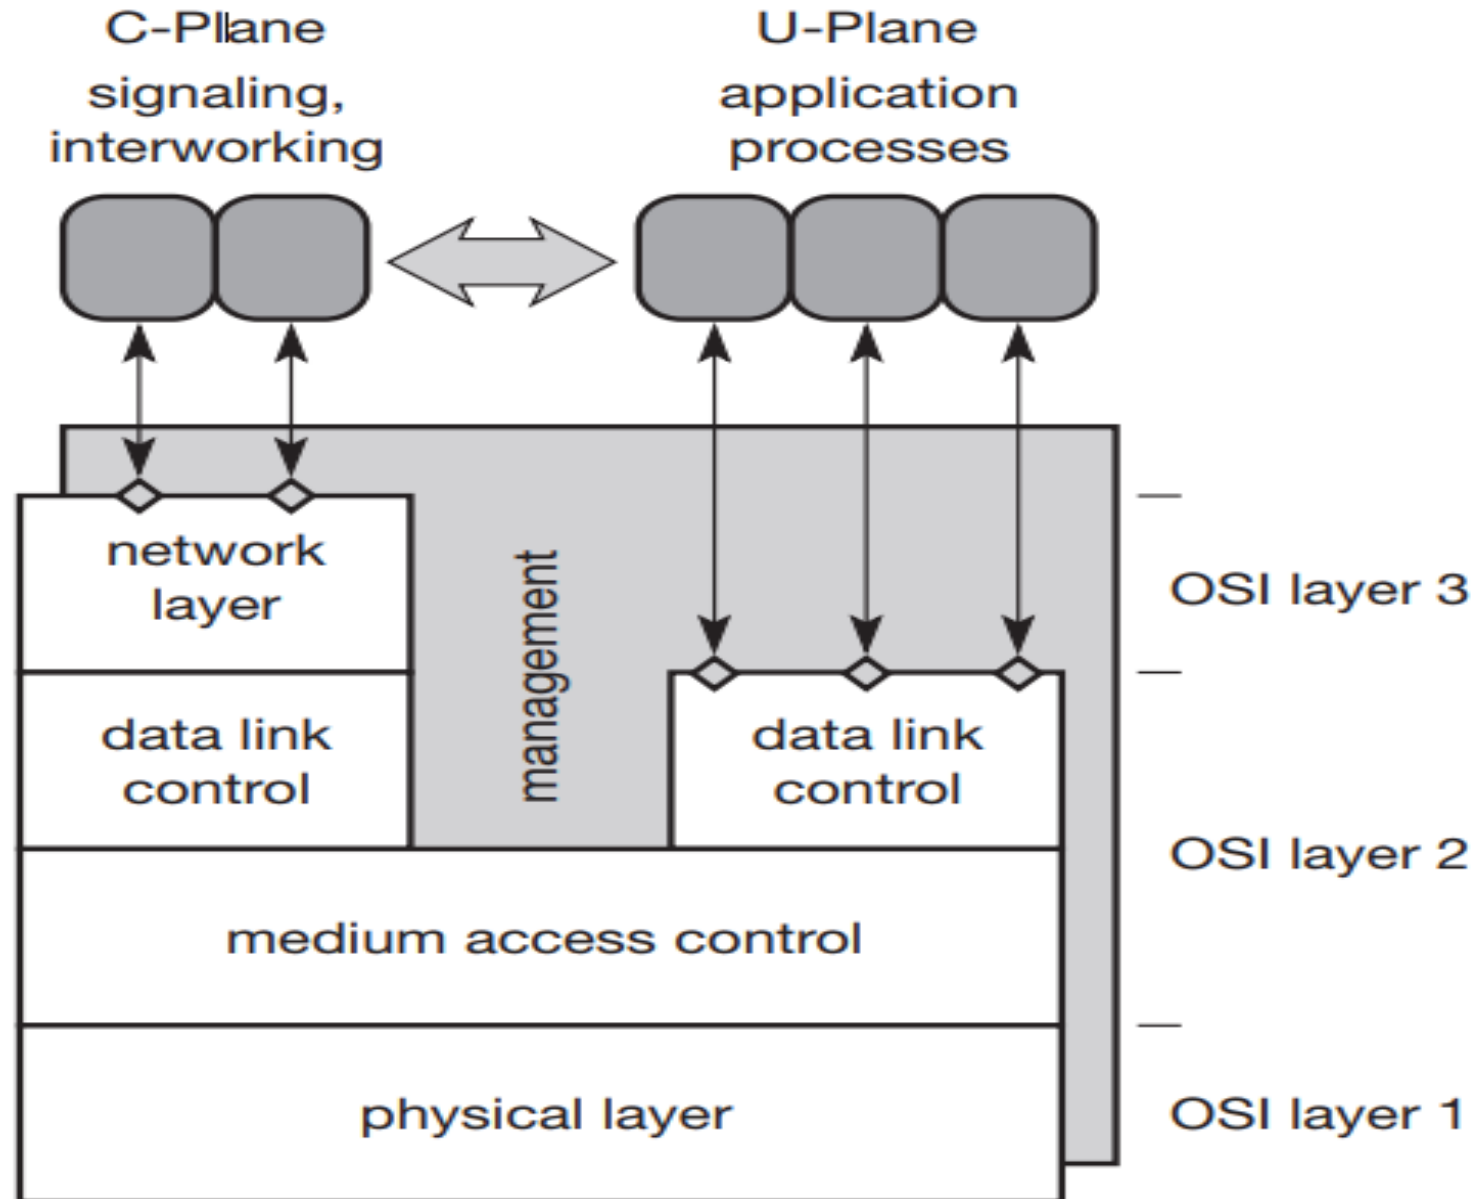 C-Plane
signaling,
interworking
U-Plane
application
processes
network
layer
management
data link
control
data link
control
medium access control
physical layer
OSI layer 3
OSI layer 2
OSI layer 1